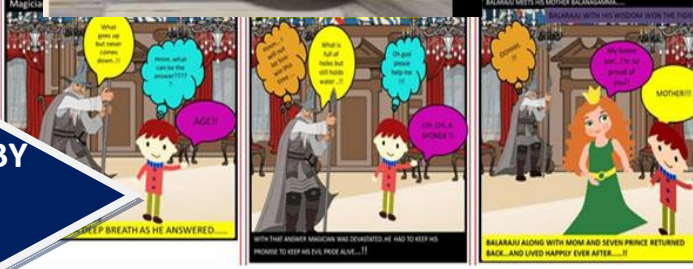 Magicia
BY
What
goes up
but never
comes
down..!!
Hmm..what
can be the
answer????
?
AGE!!
DEEP BREATH AS HE ANSWERED......
What is
full of
holes but
still holds
water ..!!
Oh god
please
help me
!!!
UH, UH, A
SPONGE !!
WITH THAT ANSWER MAGICIAN WAS DEVASTATED..HE HAD TO KEEP HIS
PROMISE TO KEEP HIS EVIL PRIDE ALIVE....!!
BALARAJU MEETS HIS MOTHER BALANAGAMMA......
BALARAJU WITH HIS WISDOM WON THE
My brave
son...I'm so
proud of
you!!
MOTHER!!!
BALARAJU ALONG WITH MOM AND SEVEN PRINCE RETURNED
BACK...AND LIVED HAPPILY EVER AFTER......!!